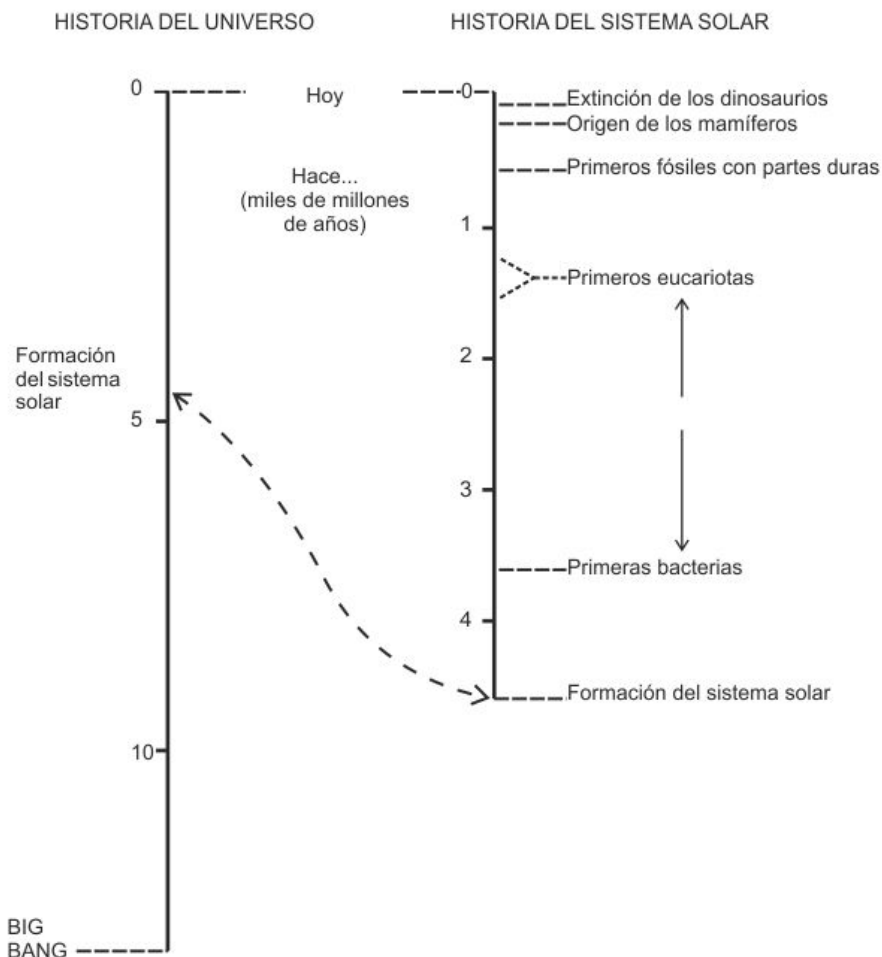 HISTORIA DEL UNIVERSO
HISTORIA DEL SISTEMA SOLAR
0
Hoy
0
Extinción de los dinosaurios
Origen de los mamíferos
Primeros fósiles con partes duras
Hace...
(miles de millones
de años)
1
Primeros eucariotas
2
Formación
del sistema
solar
5
3
Primeras bacterias
4
Formación del sistema solar
10
BIG
BANG